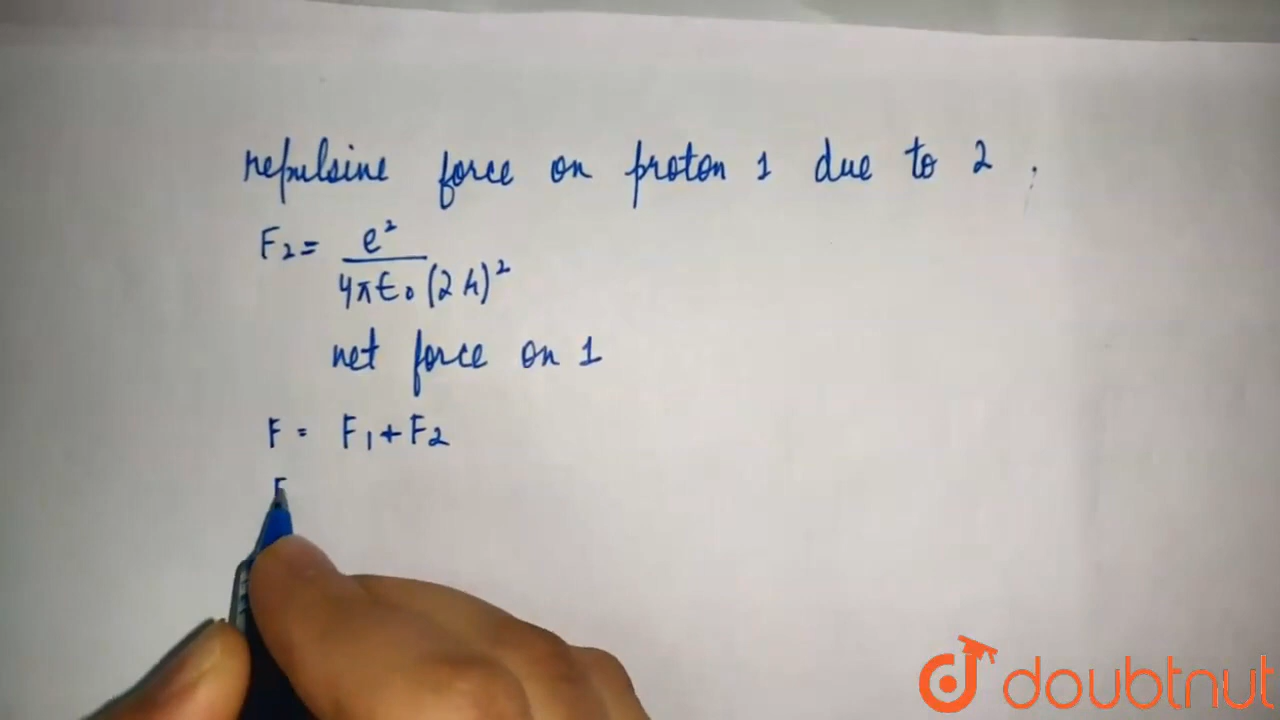 repulsive force on proton 1 due to 2.
F2 = e² / 4πε0 (2r)²
net force on 1
F = F1 + F2
F
doubtnut